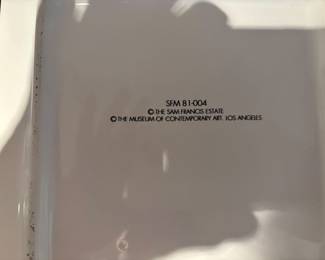 SFM 81-004
© THE SAM FRANCIS ESTATE
© THE MUSEUM OF CONTEMPORARY ART, LOS ANGELES